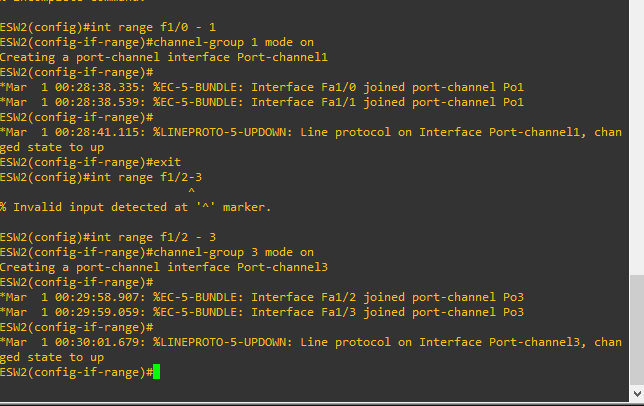 ESW2(config)#int range f1/0 - 1
ESW2(config-if-range)#channel-group 1 mode on
Creating a port-channel interface Port-channel1
ESW2(config-if-range)#
*Mar  1 00:28:38.335: %EC-5-BUNDLE: Interface Fa1/0 joined port-channel Po1
*Mar  1 00:28:38.539: %EC-5-BUNDLE: Interface Fa1/1 joined port-channel Po1
ESW2(config-if-range)#
*Mar  1 00:28:41.115: %LINEPROTO-5-UPDOWN: Line protocol on Interface Port-channel1, chan
ged state to up
ESW2(config-if-range)#exit
ESW2(config)#int range f1/2-3
                           ^
% Invalid input detected at '^' marker.
ESW2(config)#int range f1/2 - 3
ESW2(config-if-range)#channel-group 3 mode on
Creating a port-channel interface Port-channel3
ESW2(config-if-range)#
*Mar  1 00:29:58.907: %EC-5-BUNDLE: Interface Fa1/2 joined port-channel Po3
*Mar  1 00:29:59.059: %EC-5-BUNDLE: Interface Fa1/3 joined port-channel Po3
ESW2(config-if-range)#
*Mar  1 00:30:01.679: %LINEPROTO-5-UPDOWN: Line protocol on Interface Port-channel3, chan
ged state to up
ESW2(config-if-range)#